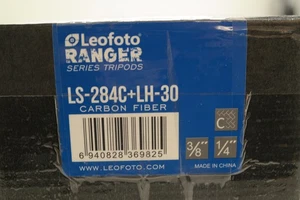 Leofoto
RANGER
SERIES TRIPODS
LS-284C+LH-30
CARBON FIBER
C
6 940828 369825
3/8" 1/4"
WWW.LEOFOTO.COM
MADE IN CHINA